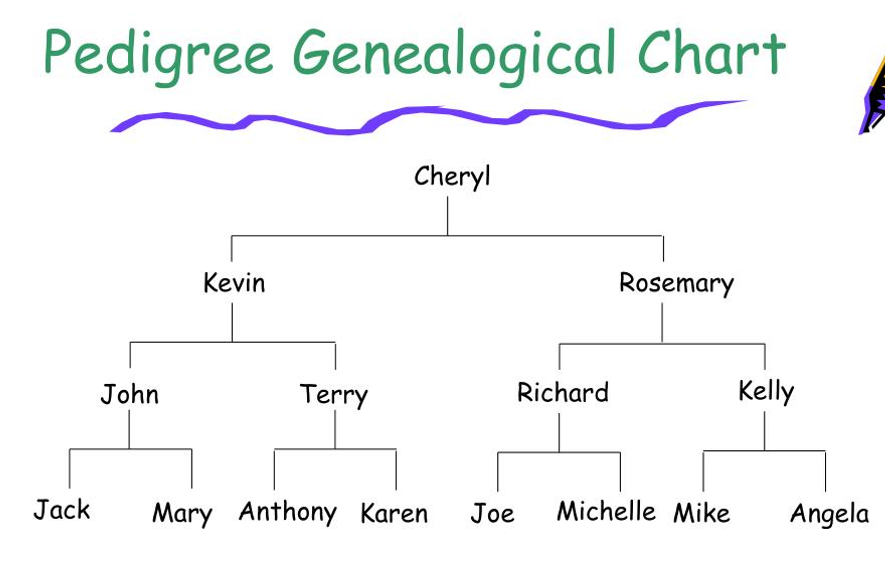 Pedigree Genealogical Chart
Cheryl
Kevin Rosemary
John Terry Richard Kelly
Jack Mary Anthony Karen Joe Michelle Mike Angela